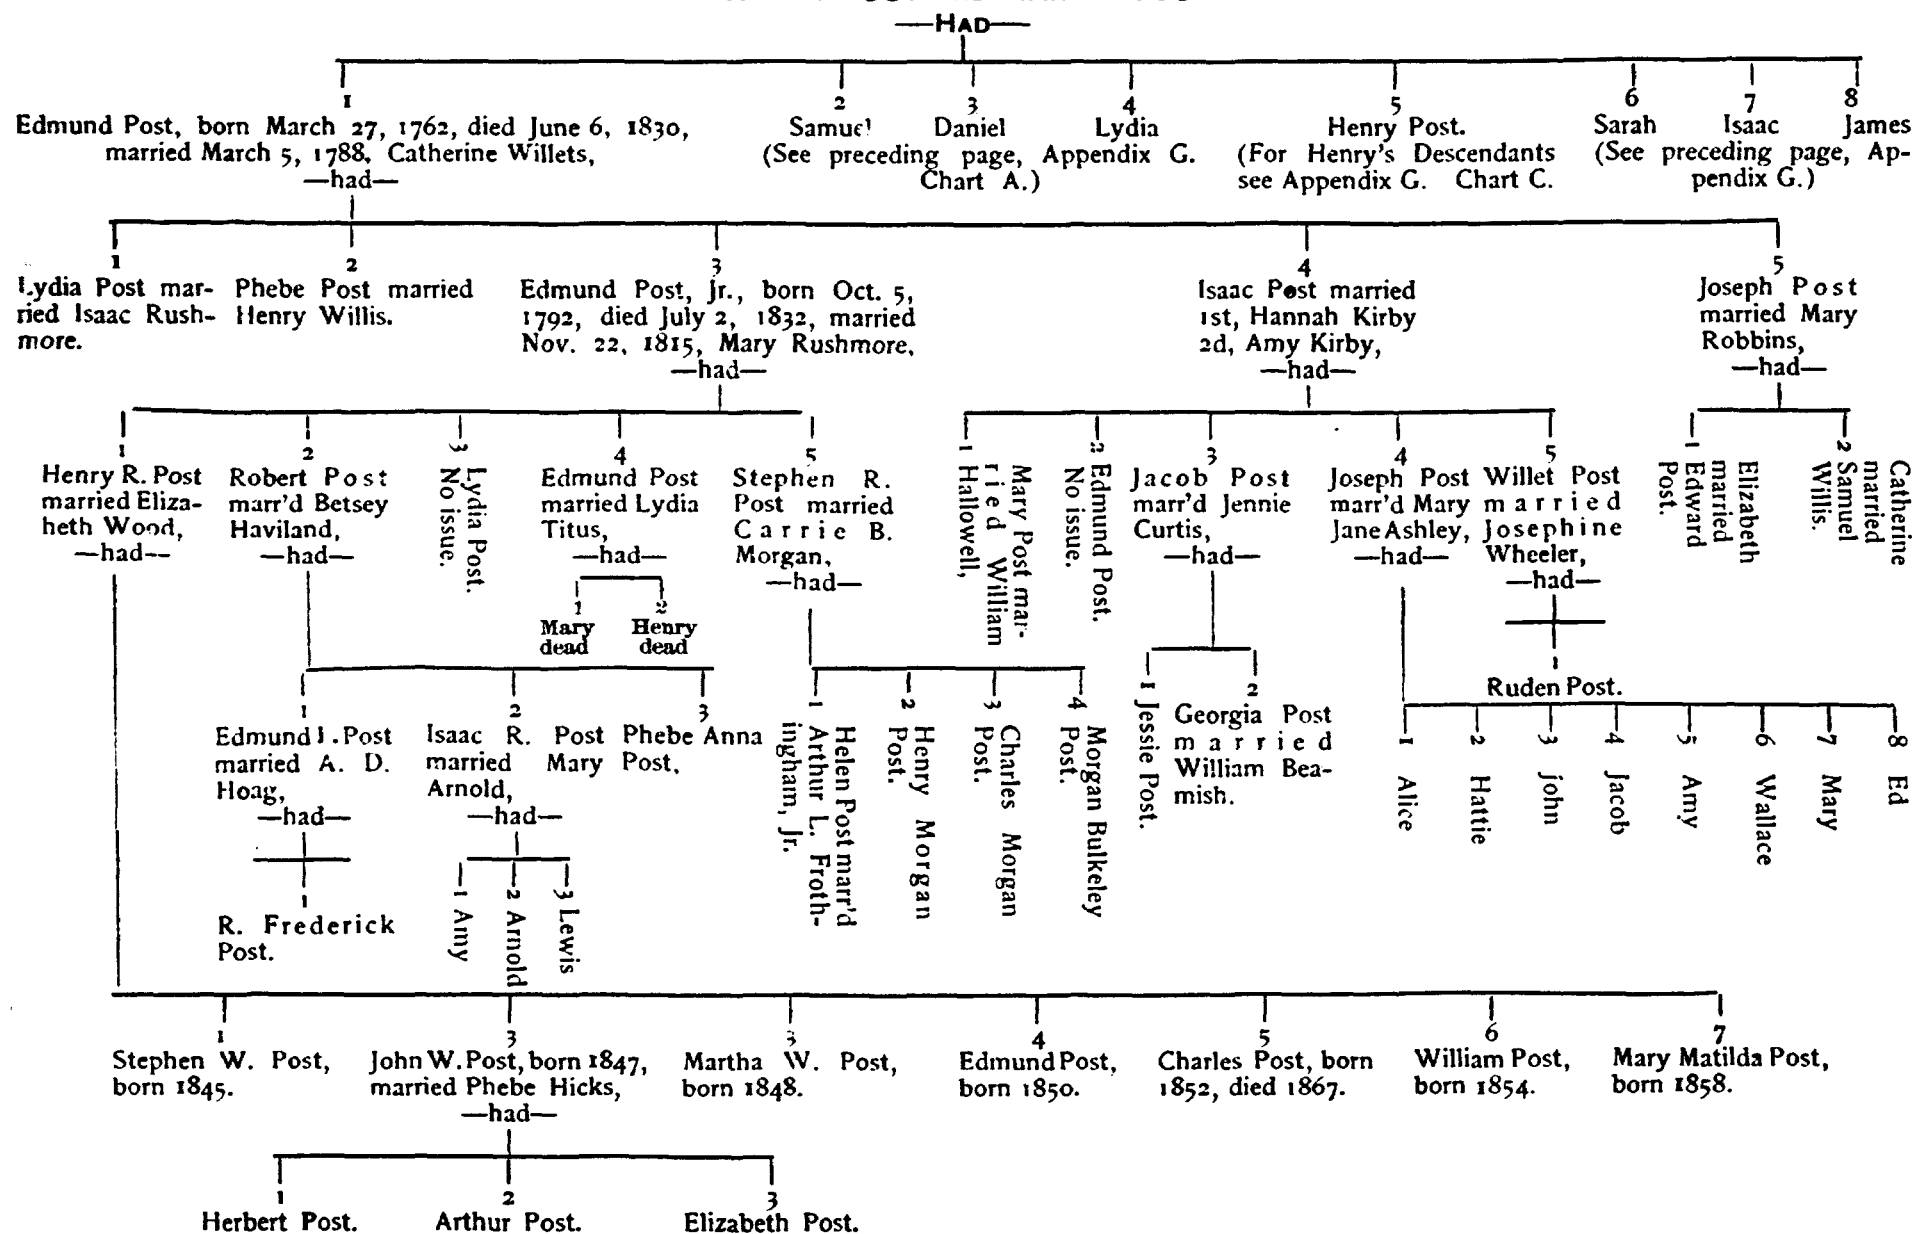 —HAD—
1
Edmund Post, born March 27, 1762, died June 6, 1830,
married March 5, 1788, Catherine Willets,
—had—
2 3 4
Samuel Daniel Lydia
(See preceding page, Appendix G.
Chart A.)
5
Henry Post.
(For Henry's Descendants
see Appendix G. Chart C.
6 7 8
Sarah Isaac James
(See preceding page, Ap-
pendix G.)
1
Lydia Post mar-
ried Isaac Rush-
more.
2
Phebe Post married
Henry Willis.
3
Edmund Post, Jr., born Oct. 5,
1792, died July 2, 1832, married
Nov. 22, 1815, Mary Rushmore,
—had—
4
Isaac Post married
1st, Hannah Kirby
2d, Amy Kirby,
—had—
5
Joseph Post
married Mary
Robbins,
—had—
1
Henry R. Post
married Eliza-
beth Wood,
—had—
2
Robert Post
marr'd Betsey
Haviland,
—had—
3 Lydia Post.
No issue.
4
Edmund Post
married Lydia
Titus,
—had—
1
Mary
dead
2
Henry
dead
5
Stephen R.
Post married
Carrie B.
Morgan,
—had—
1 Mary Post mar-
ried William
Hallowell,
2 Edmund Post.
No issue.
3
Jacob Post
marr'd Jennie
Curtis,
—had—
4
Joseph Post
marr'd Mary
Jane Ashley,
—had—
5
Willet Post
married
Josephine
Wheeler,
—had—
1 Elizabeth
married
Edward
Post.
2 Catherine
married
Samuel
Willis.
1
Ruden Post.
1
Edmund I. Post
married A. D.
Hoag,
—had—
2
Isaac R. Post
married Mary
Arnold,
—had—
3
Phebe Anna
Post,
1 Helen Post marr'd
Arthur L. Froth-
ingham, Jr.
2 Henry Morgan
Post.
3 Charles Morgan
Post.
4 Morgan Bulkeley
Post.
1 Jessie Post.
2
Georgia Post
married
William Bea-
mish.
1 Alice
2 Hattie
3 John
4 Jacob
5 Amy
6 Wallace
7 Mary
8 Ed
1
R. Frederick
Post.
1 Amy
2 Arnold
3 Lewis
1
Stephen W. Post,
born 1845.
3
John W. Post, born 1847,
married Phebe Hicks,
—had—
3
Martha W. Post,
born 1848.
4
Edmund Post,
born 1850.
5
Charles Post, born
1852, died 1867.
6
William Post,
born 1854.
7
Mary Matilda Post,
born 1858.
1
Herbert Post.
2
Arthur Post.
3
Elizabeth Post.